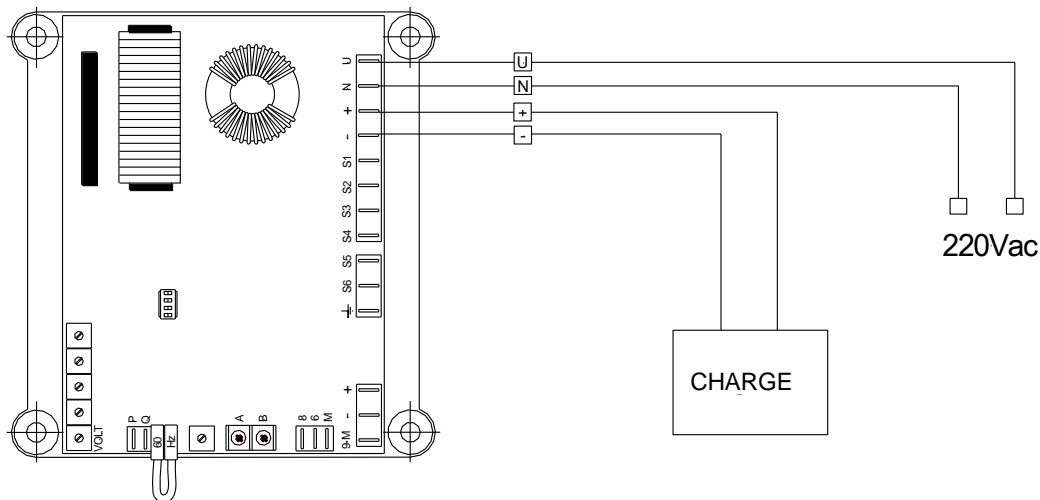 U
N
+
-
S1
S2
S3
S4
S5
S6
+
-
9-M
VOLT
P
Q
60
Hz
A
B
8
6
M
U
N
+
-
220Vac
CHARGE